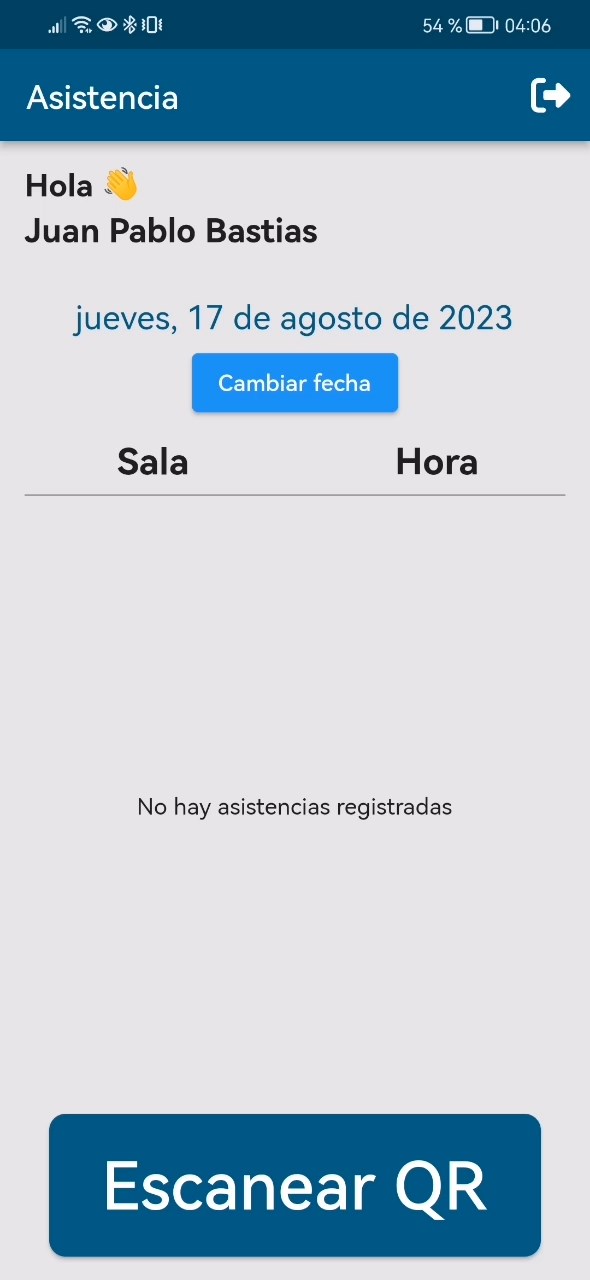 54 % 04:06
Asistencia
Hola 👋
Juan Pablo Bastias
jueves, 17 de agosto de 2023
Cambiar fecha
Sala Hora
No hay asistencias registradas
Escanear QR